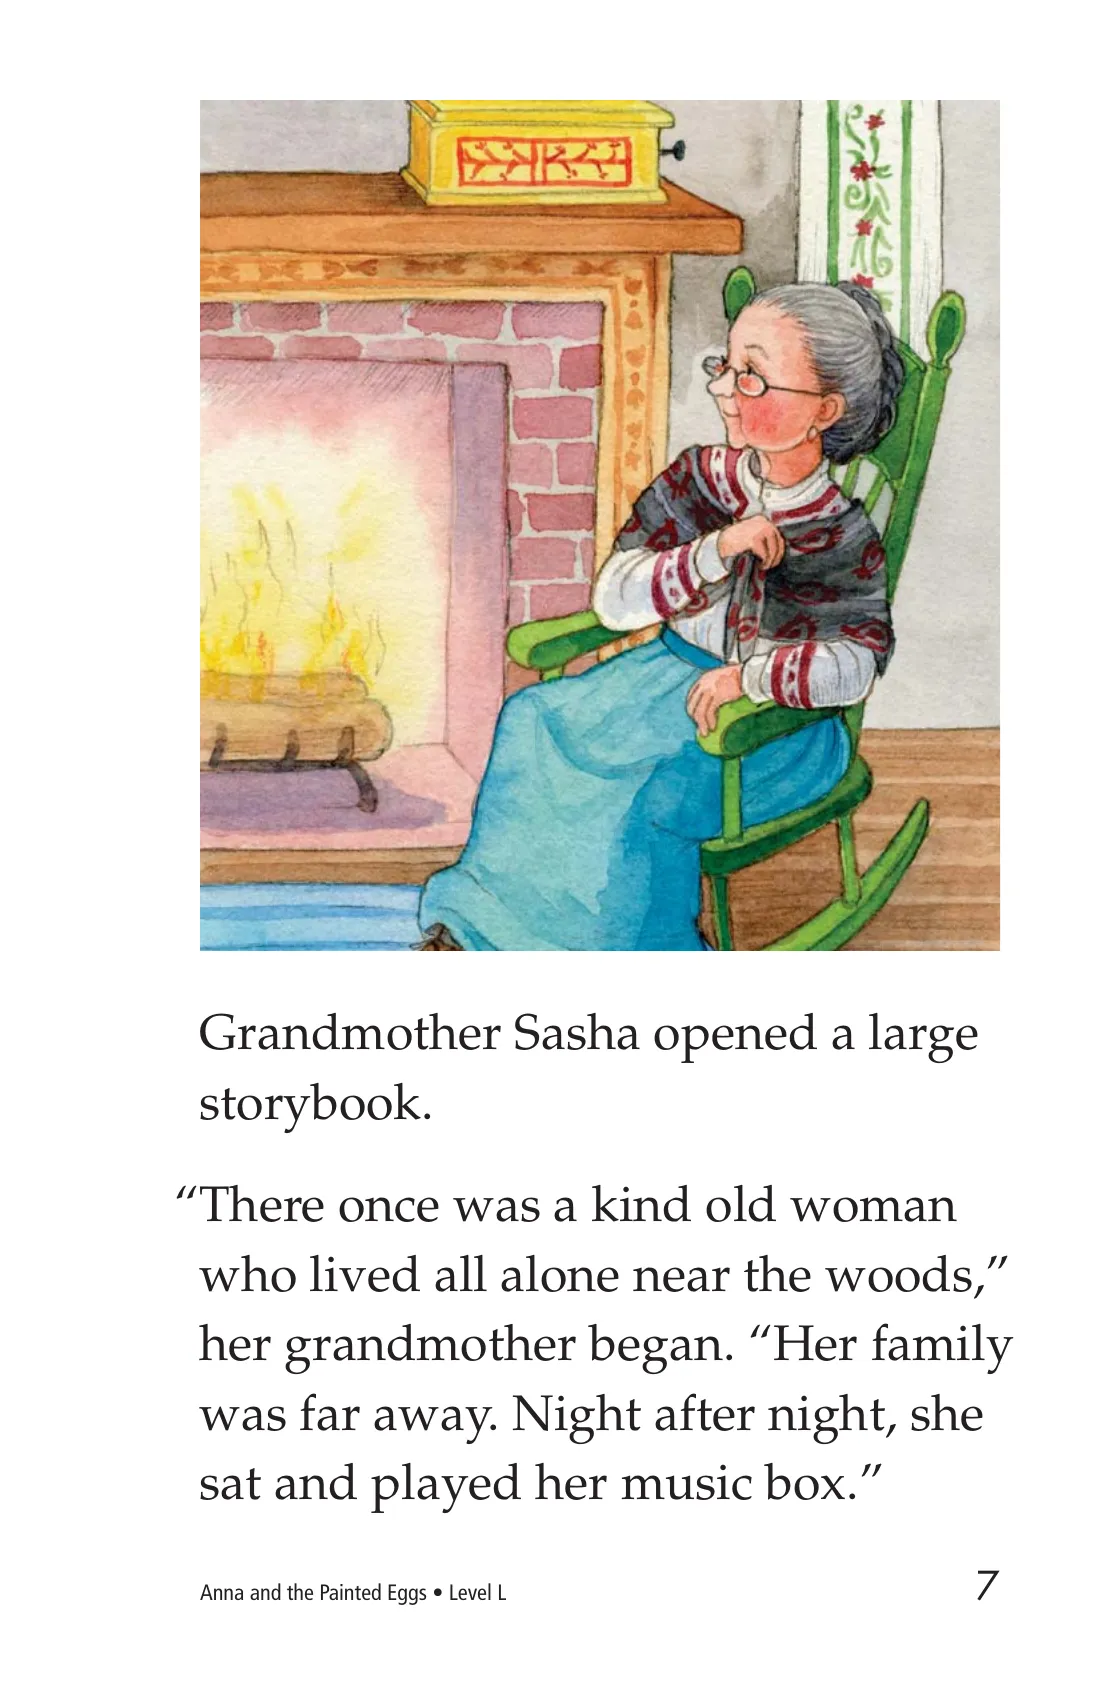 Grandmother Sasha opened a large
storybook.
“There once was a kind old woman
who lived all alone near the woods,”
her grandmother began. “Her family
was far away. Night after night, she
sat and played her music box.”
Anna and the Painted Eggs • Level L
7